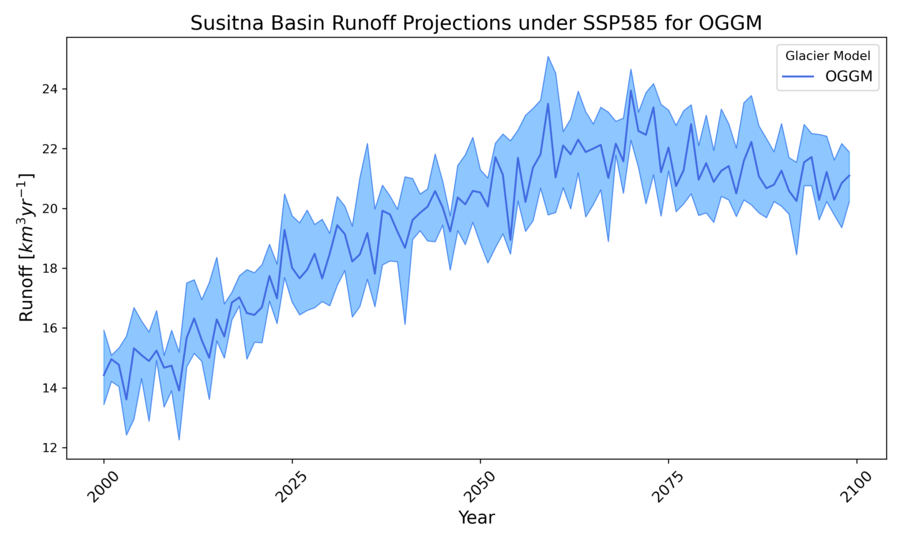 Susitna Basin Runoff Projections under SSP585 for OGGM
Glacier Model
OGGM
24
22
20
18
16
14
12
Runoff [km³yr⁻¹]
2000
2025
2050
2075
2100
Year